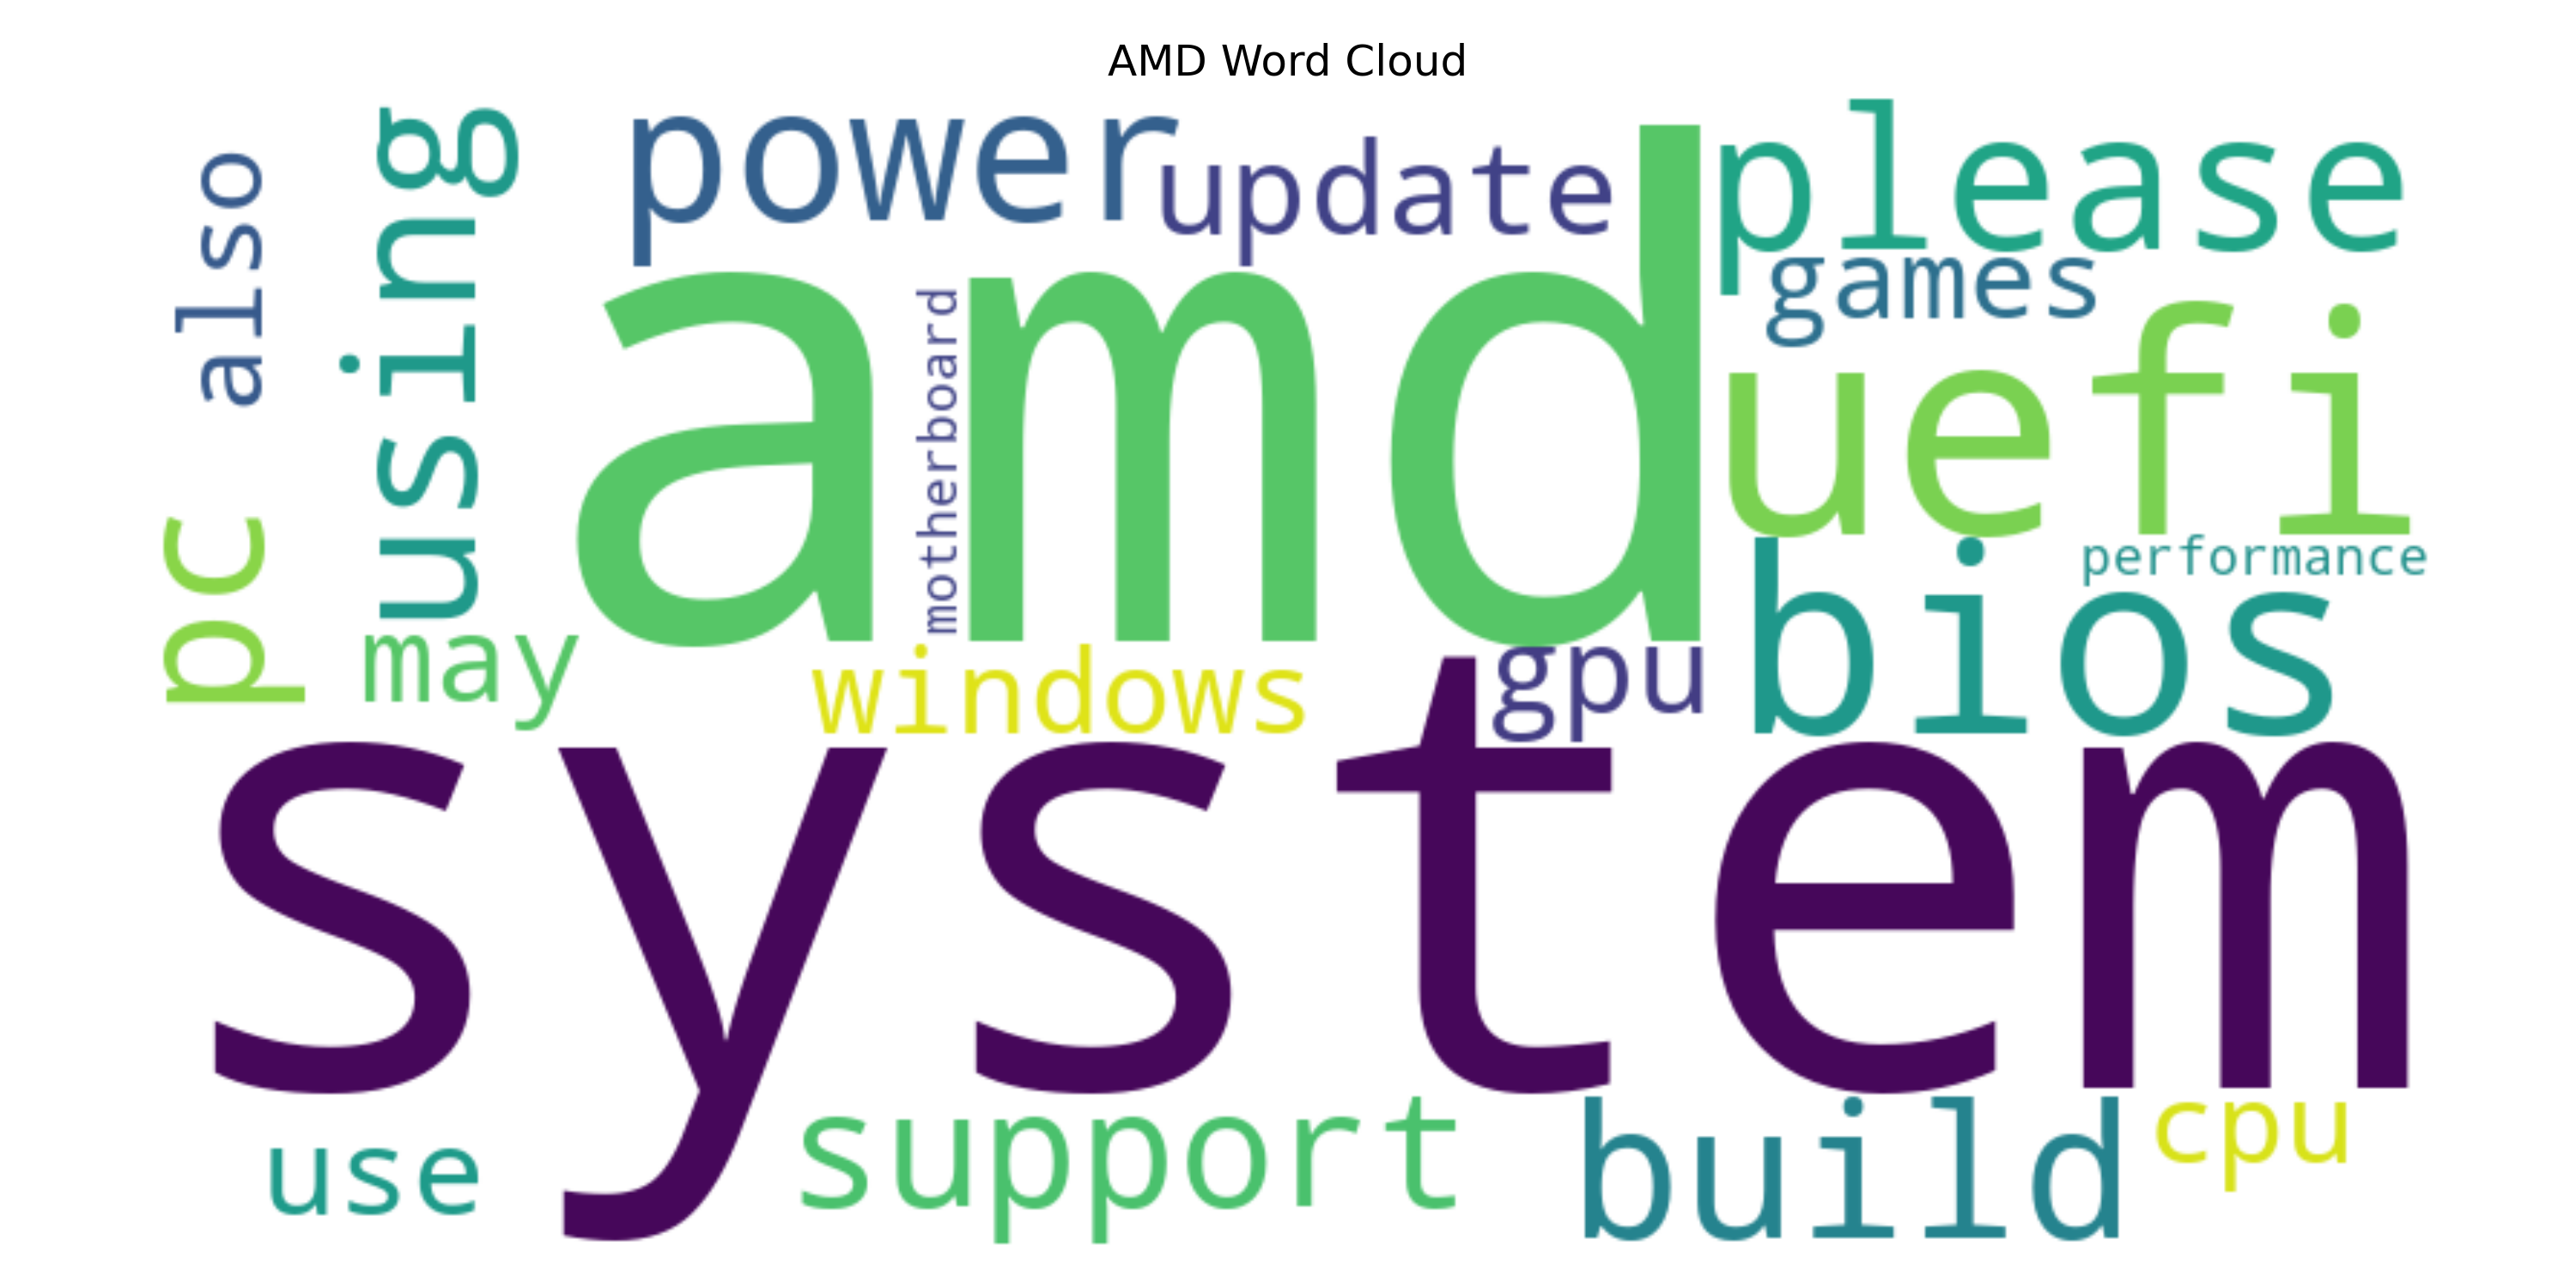 AMD Word Cloud
also
using
power
update
please
games
amd
motherboard
uefi
performance
pc
may
windows
gpu
bios
system
use
support
build
cpu